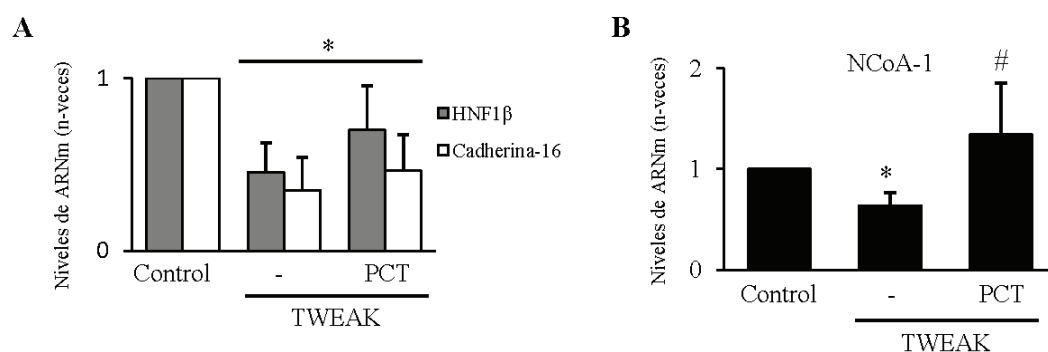 A
Niveles de ARNm (n-veces)
1
0
*
HNF1β
Cadherina-16
Control
-
PCT
TWEAK
B
Niveles de ARNm (n-veces)
2
1
0
NCoA-1
*
#
Control
-
PCT
TWEAK